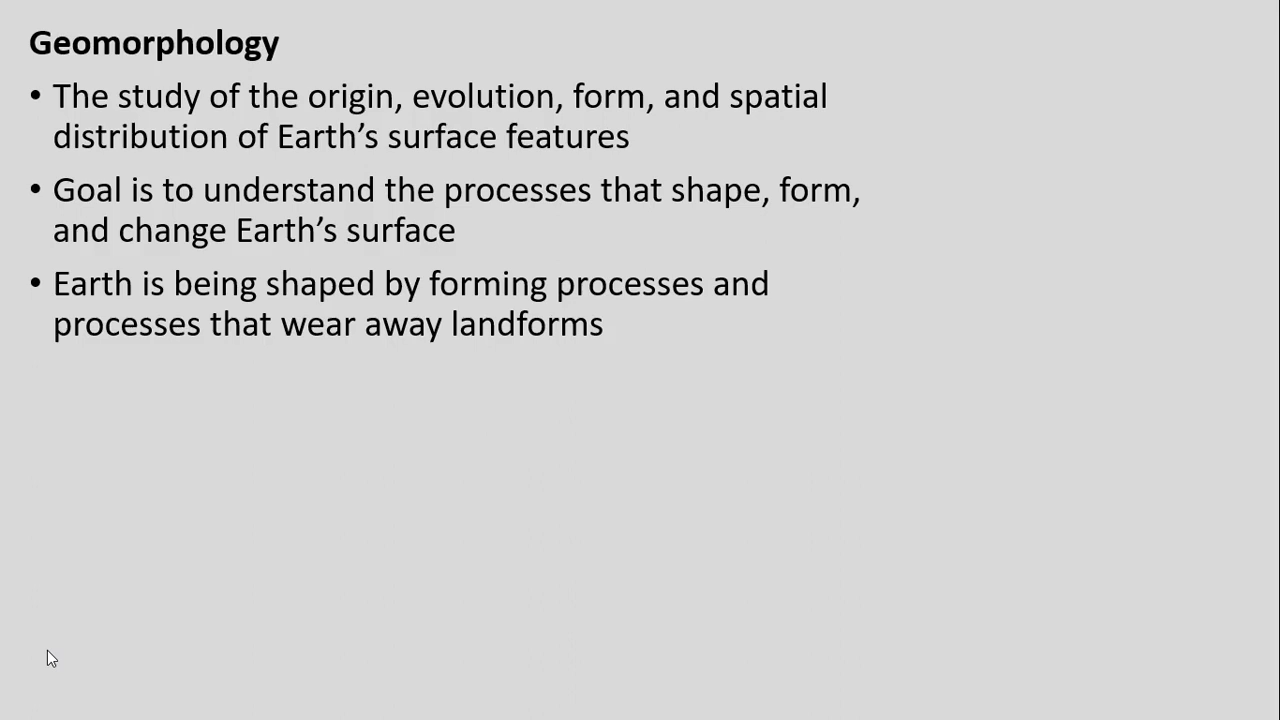 Geomorphology
• The study of the origin, evolution, form, and spatial
distribution of Earth’s surface features
• Goal is to understand the processes that shape, form,
and change Earth’s surface
• Earth is being shaped by forming processes and
processes that wear away landforms